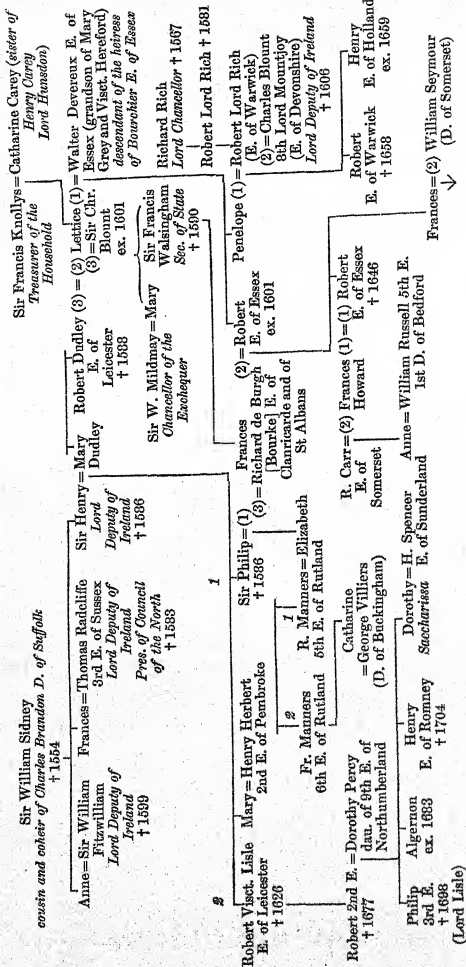 Sir William Sidney
cousin and coheir of Charles Brandon D. of Suffolk
† 1554
Sir Francis Knollys = Catharine Carey (sister of
Treasurer of the
Household
Henry Carey
Lord Hunsdon)
Anne = Sir William
Fitzwilliam
Lord Deputy of
Ireland
† 1599
Frances = Thomas Radcliffe
3rd E. of Sussex
Lord Deputy of
Ireland
Pres. of Council
of the North
† 1583
Sir Henry = Mary
Dudley
Lord
Deputy of
Ireland
† 1586
Robert Dudley (3) = (2) Lettice (1) = Walter Devereux E. of
E. of
Leicester
† 1588
(3) = Sir Chr.
Blount
ex. 1601
Essex (grandson of Mary
Grey and Visct. Hereford)
descendant of the heiress
of Bourchier E. of Essex
Sir W. Mildmay = Mary
Chancellor of the
Exchequer
Sir Francis
Walsingham
Sec. of State
† 1590
Richard Rich
Lord Chancellor † 1567
Robert Lord Rich † 1581
2
1
Robert Visct. Lisle
E. of Leicester
† 1626
Mary = Henry Herbert
2nd E. of Pembroke
Sir Philip = (1)
† 1586
Frances
(2) = Robert
E. of Essex
ex. 1601
(3) = Richard de Burgh
[Bourke] E. of
Clanricarde and of
St Albans
Penelope (1) = Robert Lord Rich
(E. of Warwick)
(2) = Charles Blount
8th Lord Mountjoy
(E. of Devonshire)
Lord Deputy of Ireland
† 1606
2
Fr. Manners
6th E. of Rutland
1
R. Manners = Elizabeth
5th E. of Rutland
R. Carr = (2) Frances (1) = (1) Robert
E. of
Somerset
Howard
E. of Essex
† 1646
Robert
E. of Warwick
† 1658
Henry
E. of Holland
ex. 1659
Robert 2nd E. = Dorothy Percy
† 1677
dau. of 9th E. of
Northumberland
Catharine
= George Villiers
(D. of Buckingham)
Frances = (2) William Seymour
(D. of Somerset)
Philip
3rd E.
† 1698
(Lord Lisle)
Algernon
ex. 1683
Henry
E. of Romney
† 1704
Dorothy = H. Spencer
Saccharissa E. of Sunderland
Anne = William Russell 5th E.
1st D. of Bedford